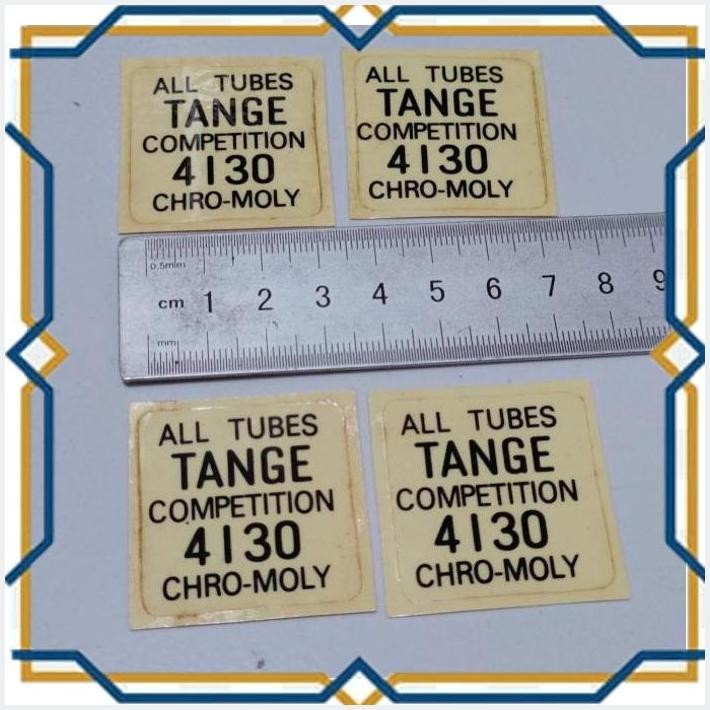 ALL TUBES
TANGE
COMPETITION
4130
CHRO-MOLY
ALL TUBES
TANGE
COMPETITION
4130
CHRO-MOLY
0.5mm
cm 1 2 3 4 5 6 7 8 9
mm
ALL TUBES
TANGE
COMPETITION
4130
CHRO-MOLY
ALL TUBES
TANGE
COMPETITION
4130
CHRO-MOLY